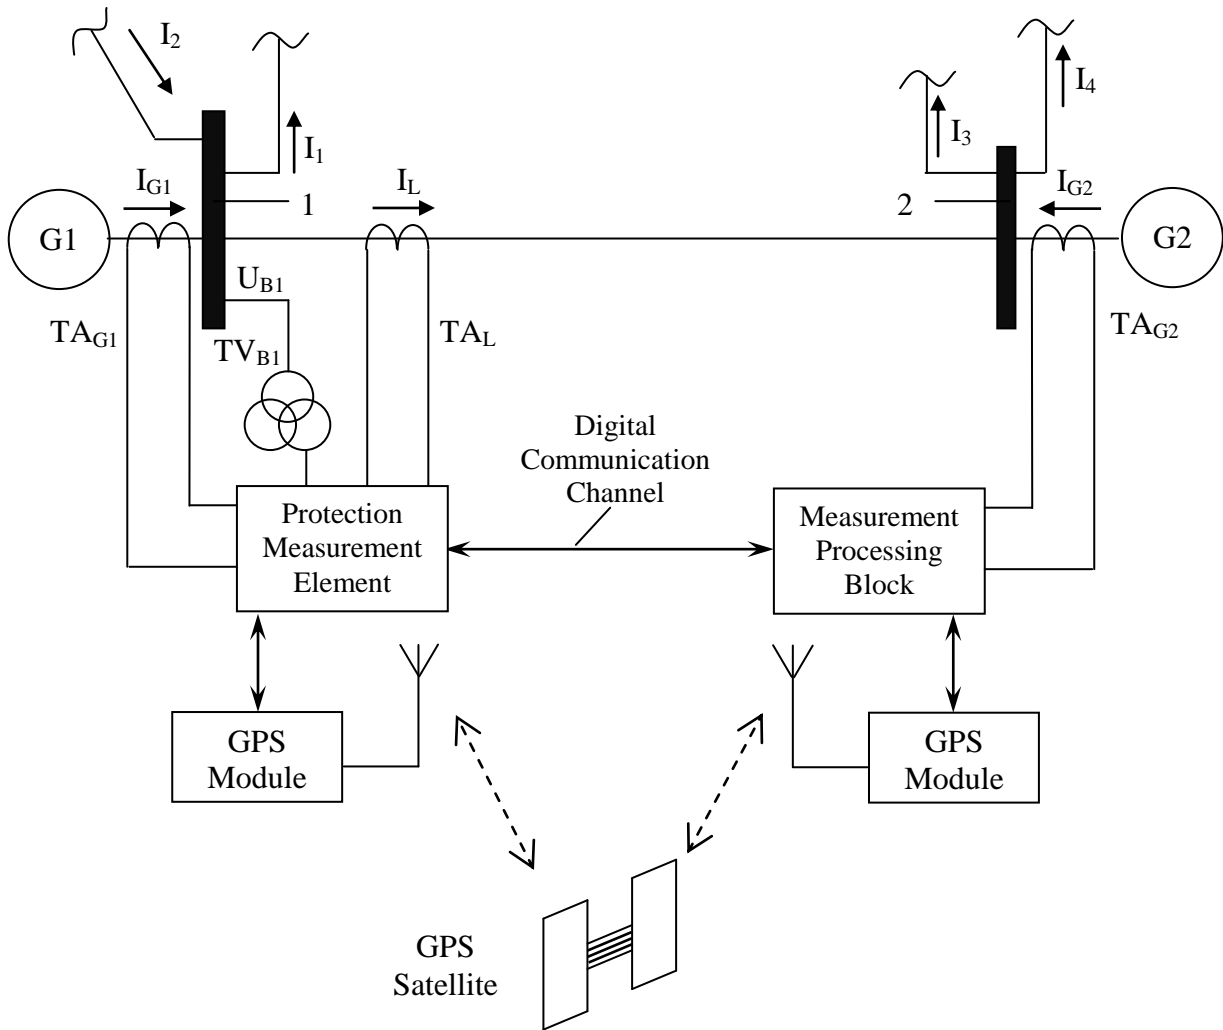 I2
I1
I4
I3
IG1
IL
IG2
1
2
G1
G2
UB1
TAG1
TVB1
TAL
TAG2
Digital
Communication
Channel
Protection
Measurement
Element
Measurement
Processing
Block
GPS
Module
GPS
Module
GPS
Satellite